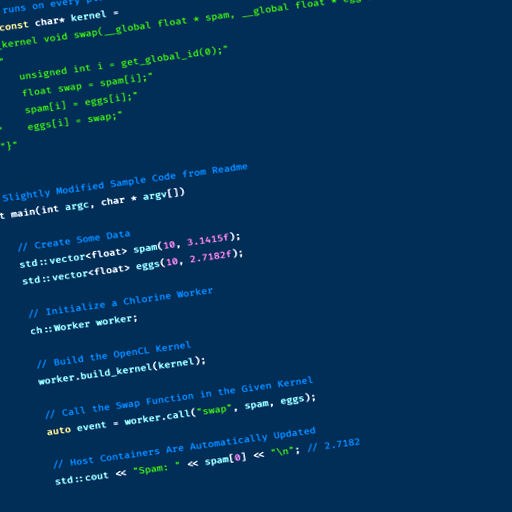 runs on every
const char* kernel =
kernel void swap(__global float * spam, __global float *
"
unsigned int i = get_global_id(0);"
float swap = spam[i];"
spam[i] = eggs[i];"
" eggs[i] = swap;"
"}"
Slightly Modified Sample Code from Readme
t main(int argc, char * argv[])
// Create Some Data
std::vector<float> spam(10, 3.1415f);
std::vector<float> eggs(10, 2.7182f);
// Initialize a Chlorine Worker
ch::Worker worker;
// Build the OpenCL Kernel
worker.build_kernel(kernel);
// Call the Swap Function in the Given Kernel
auto event = worker.call("swap", spam, eggs);
// Host Containers Are Automatically Updated
std::cout << "Spam: " << spam[0] << "\n"; // 2.7182